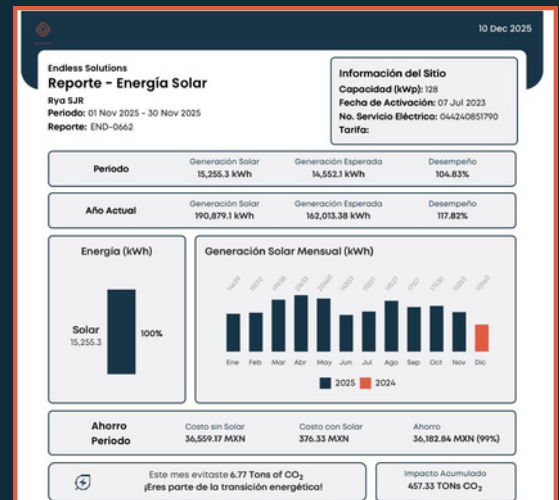 10 Dec 2025
Endless Solutions
Reporte - Energía Solar
Rya SJR
Periodo: 01 Nov 2025 - 30 Nov 2025
Reporte: END-0662
Información del Sitio
Capacidad (kWp): 128
Fecha de Activación: 07 Jul 2023
No. Servicio Eléctrico: 044240851790
Tarifa:
Periodo
Generación Solar
15,255.3 kWh
Generación Esperada
14,552.1 kWh
Desempeño
104.83%
Año Actual
Generación Solar
190,879.1 kWh
Generación Esperada
162,013.38 kWh
Desempeño
117.82%
Energía (kWh)
Solar
15,255.3
100%
Generación Solar Mensual (kWh)
Ene Feb Mar Abr May Jun Jul Ago Sep Oct Nov Dic
2025 2024
Ahorro
Periodo
Costo sin Solar
36,559.17 MXN
Costo con Solar
376.33 MXN
Ahorro
36,182.84 MXN (99%)
Este mes evitaste 6.77 Tons of CO2
¡Eres parte de la transición energética!
Impacto Acumulado
457.33 TONs CO2